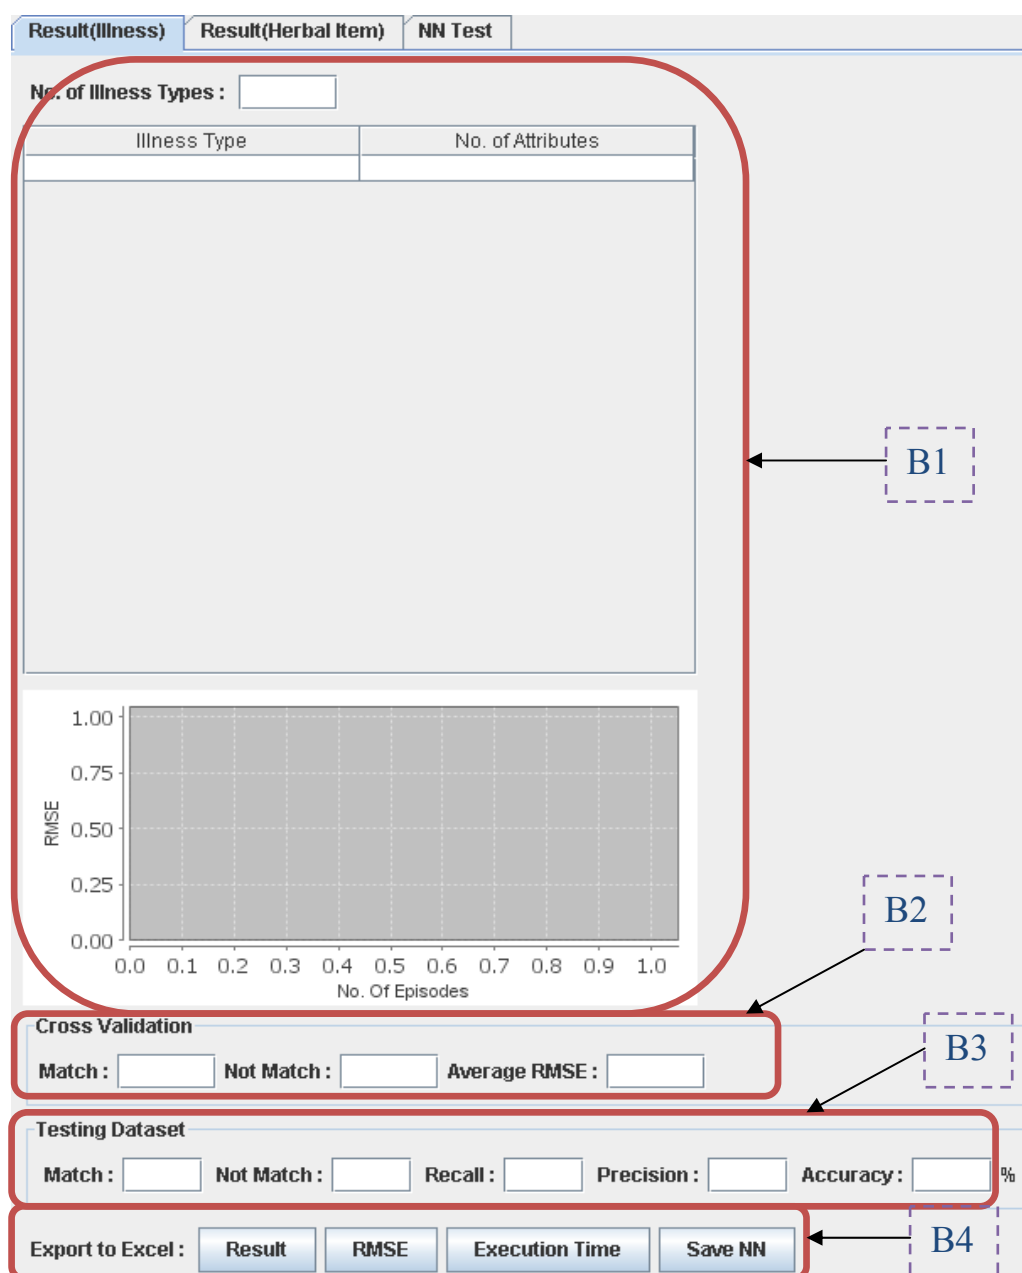 Result(Illness) Result(Herbal Item) NN Test
No. of Illness Types :
Illness Type No. of Attributes
B1
1.00
0.75
0.50
0.25
0.00
RMSE
0.0 0.1 0.2 0.3 0.4 0.5 0.6 0.7 0.8 0.9 1.0
No. Of Episodes
B2
Cross Validation
Match : Not Match : Average RMSE :
B3
Testing Dataset
Match : Not Match : Recall : Precision : Accuracy : %
Export to Excel : Result RMSE Execution Time Save NN
B4